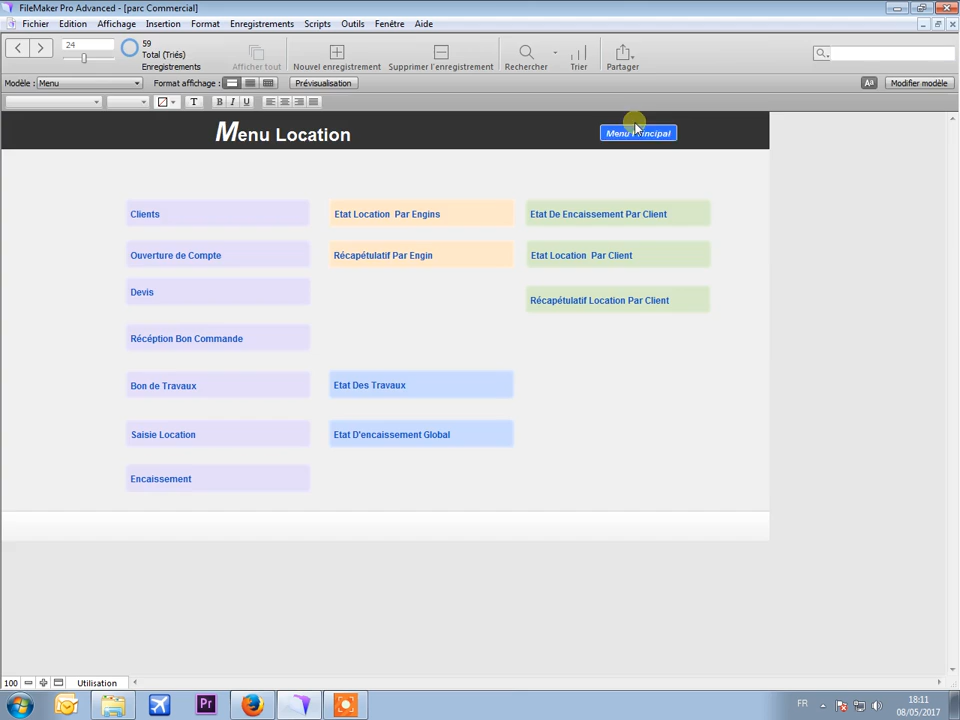 FileMaker Pro Advanced - [parc Commercial]
Fichier Edition Affichage Insertion Format Enregistrements Scripts Outils Fenêtre Aide
24
59
Total (Triés)
Enregistrements
Afficher tout
Nouvel enregistrement
Supprimer l'enregistrement
Rechercher
Trier
Partager
Modèle : Menu
Format affichage :
Prévisualisation
Aa
Modifier modèle
T B I U
Menu Location
Menu Principal
Clients
Etat Location Par Engins
Etat De Encaissement Par Client
Ouverture de Compte
Récapétulatif Par Engin
Etat Location Par Client
Devis
Récapétulatif Location Par Client
Récéption Bon Commande
Bon de Travaux
Etat Des Travaux
Saisie Location
Etat D'encaissement Global
Encaissement
100
Utilisation
Pr
FR
18:11
08/05/2017